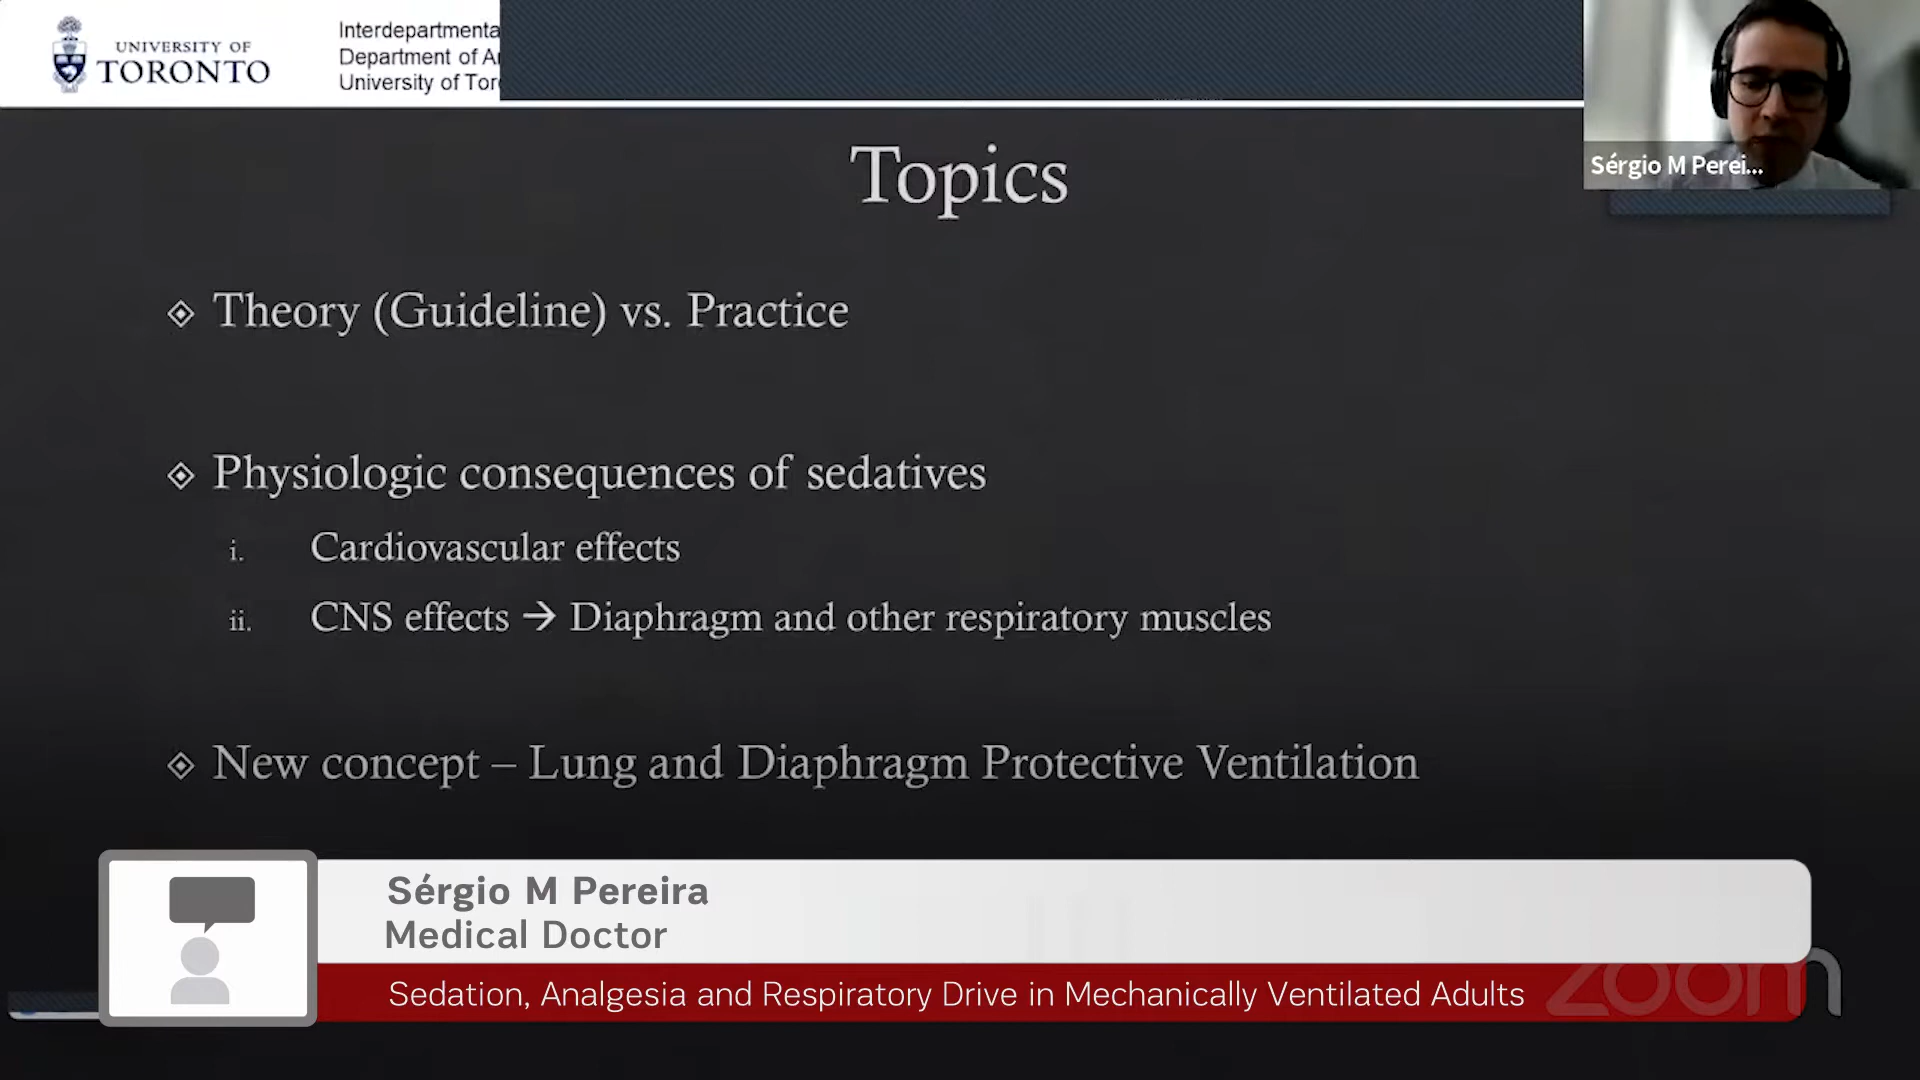 UNIVERSITY OF
TORONTO
Interdepartmenta
Department of A
University of Tor
Sérgio M Perei...
Topics
Theory (Guideline) vs. Practice
Physiologic consequences of sedatives
i. Cardiovascular effects
ii. CNS effects → Diaphragm and other respiratory muscles
New concept – Lung and Diaphragm Protective Ventilation
Sérgio M Pereira
Medical Doctor
Sedation, Analgesia and Respiratory Drive in Mechanically Ventilated Adults
zoom